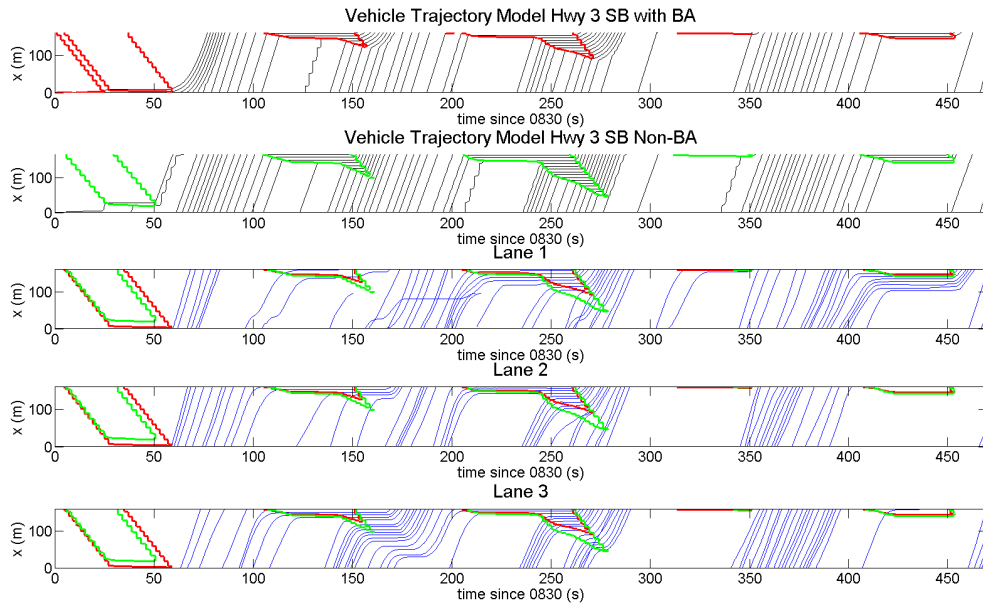 Vehicle Trajectory Model Hwy 3 SB with BA
x (m)
100
0
0 50 100 150 200 250 300 350 400 450
time since 0830 (s)
Vehicle Trajectory Model Hwy 3 SB Non-BA
x (m)
100
0
0 50 100 150 200 250 300 350 400 450
time since 0830 (s)
Lane 1
x (m)
100
0
0 50 100 150 200 250 300 350 400 450
time since 0830 (s)
Lane 2
x (m)
100
0
0 50 100 150 200 250 300 350 400 450
time since 0830 (s)
Lane 3
x (m)
100
0
0 50 100 150 200 250 300 350 400 450
time since 0830 (s)